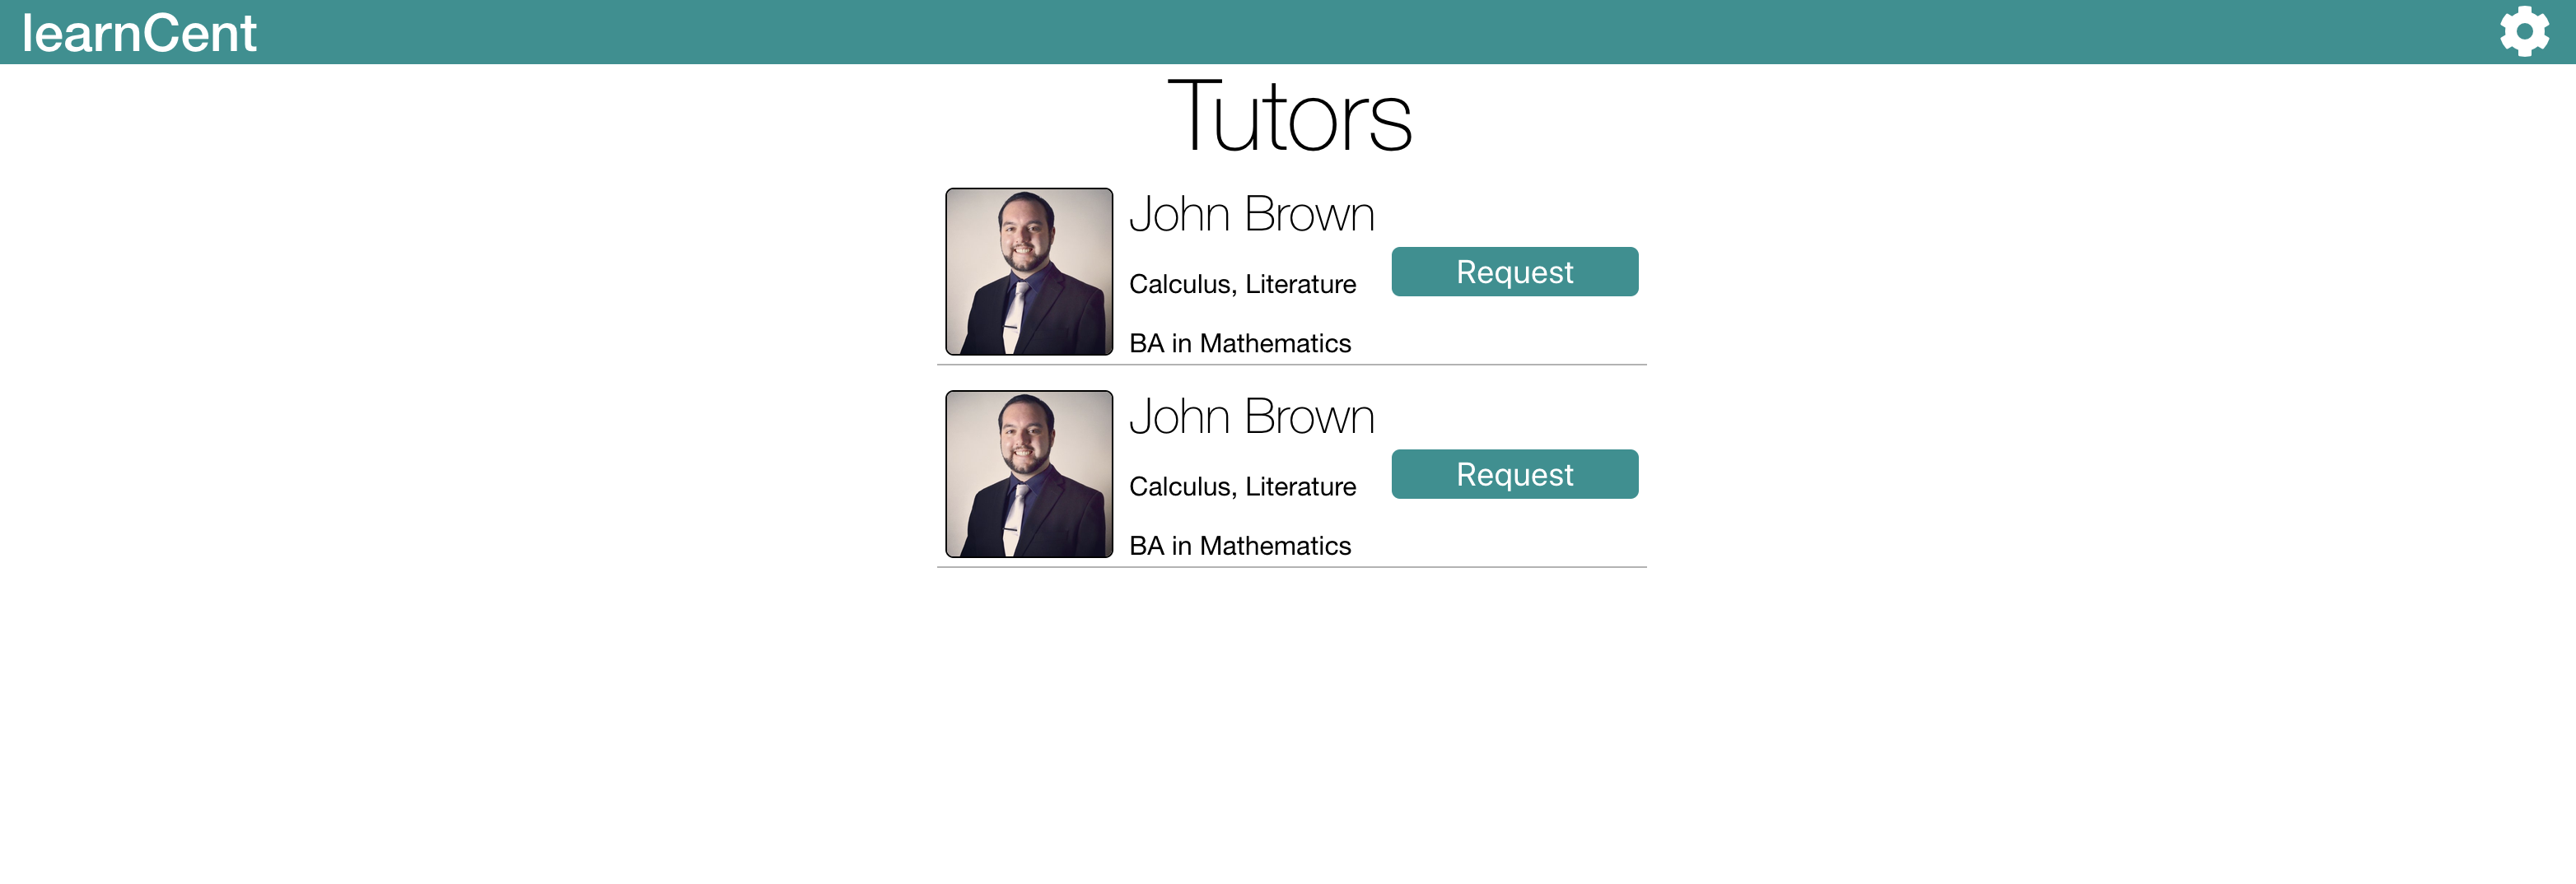 learnCent
Tutors
John Brown
Calculus, Literature
Request
BA in Mathematics
John Brown
Calculus, Literature
Request
BA in Mathematics